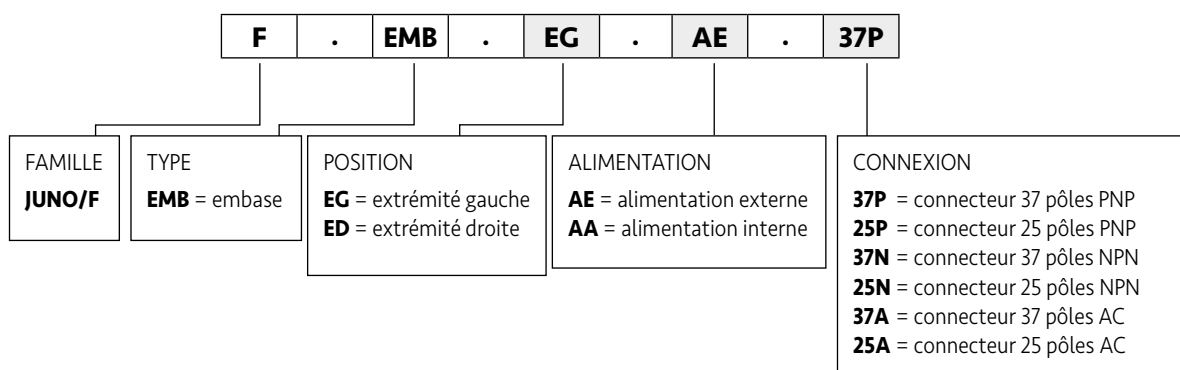 F . EMB . EG . AE . 37P
FAMILLE
JUNO/F
TYPE
EMB = embase
POSITION
EG = extrémité gauche
ED = extrémité droite
ALIMENTATION
AE = alimentation externe
AA = alimentation interne
CONNEXION
37P = connecteur 37 pôles PNP
25P = connecteur 25 pôles PNP
37N = connecteur 37 pôles NPN
25N = connecteur 25 pôles NPN
37A = connecteur 37 pôles AC
25A = connecteur 25 pôles AC